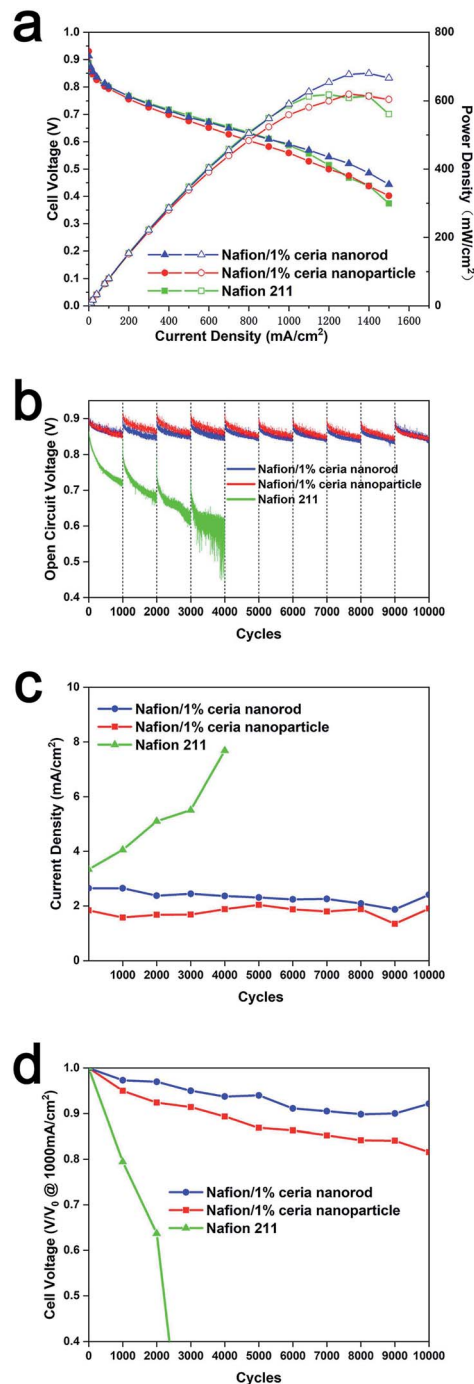 a
1.0
0.9
0.8
0.7
0.6
0.5
0.4
0.3
0.2
0.1
0.0
Cell Voltage (V)
800
600
400
200
0
Power Density (mW/cm²)
Nafion/1% ceria nanorod
Nafion/1% ceria nanoparticle
Nafion 211
200 400 600 800 1000 1200 1400 1600
Current Density (mA/cm²)
b
0.9
0.8
0.7
0.6
0.5
0.4
Open Circuit Voltage (V)
Nafion/1% ceria nanorod
Nafion/1% ceria nanoparticle
Nafion 211
0 1000 2000 3000 4000 5000 6000 7000 8000 9000 10000
Cycles
c
10
8
6
4
2
0
Current Density (mA/cm²)
Nafion/1% ceria nanorod
Nafion/1% ceria nanoparticle
Nafion 211
1000 2000 3000 4000 5000 6000 7000 8000 9000 10000
Cycles
d
1.0
0.9
0.8
0.7
0.6
0.5
0.4
Cell Voltage (V/V₀ @ 1000mA/cm²)
Nafion/1% ceria nanorod
Nafion/1% ceria nanoparticle
Nafion 211
0 1000 2000 3000 4000 5000 6000 7000 8000 9000 10000
Cycles